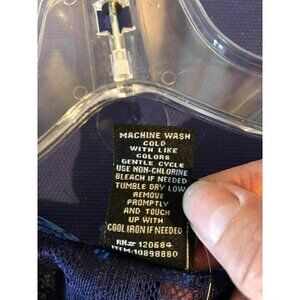 MACHINE WASH
COLD
WITH LIKE
COLORS
GENTLE CYCLE
USE NON-CHLORINE
BLEACH IF NEEDED
TUMBLE DRY LOW
REMOVE
PROMPTLY
AND TOUCH
UP WITH
COOL IRON IF NEEDED
RN# 120684
ITEM:10898880